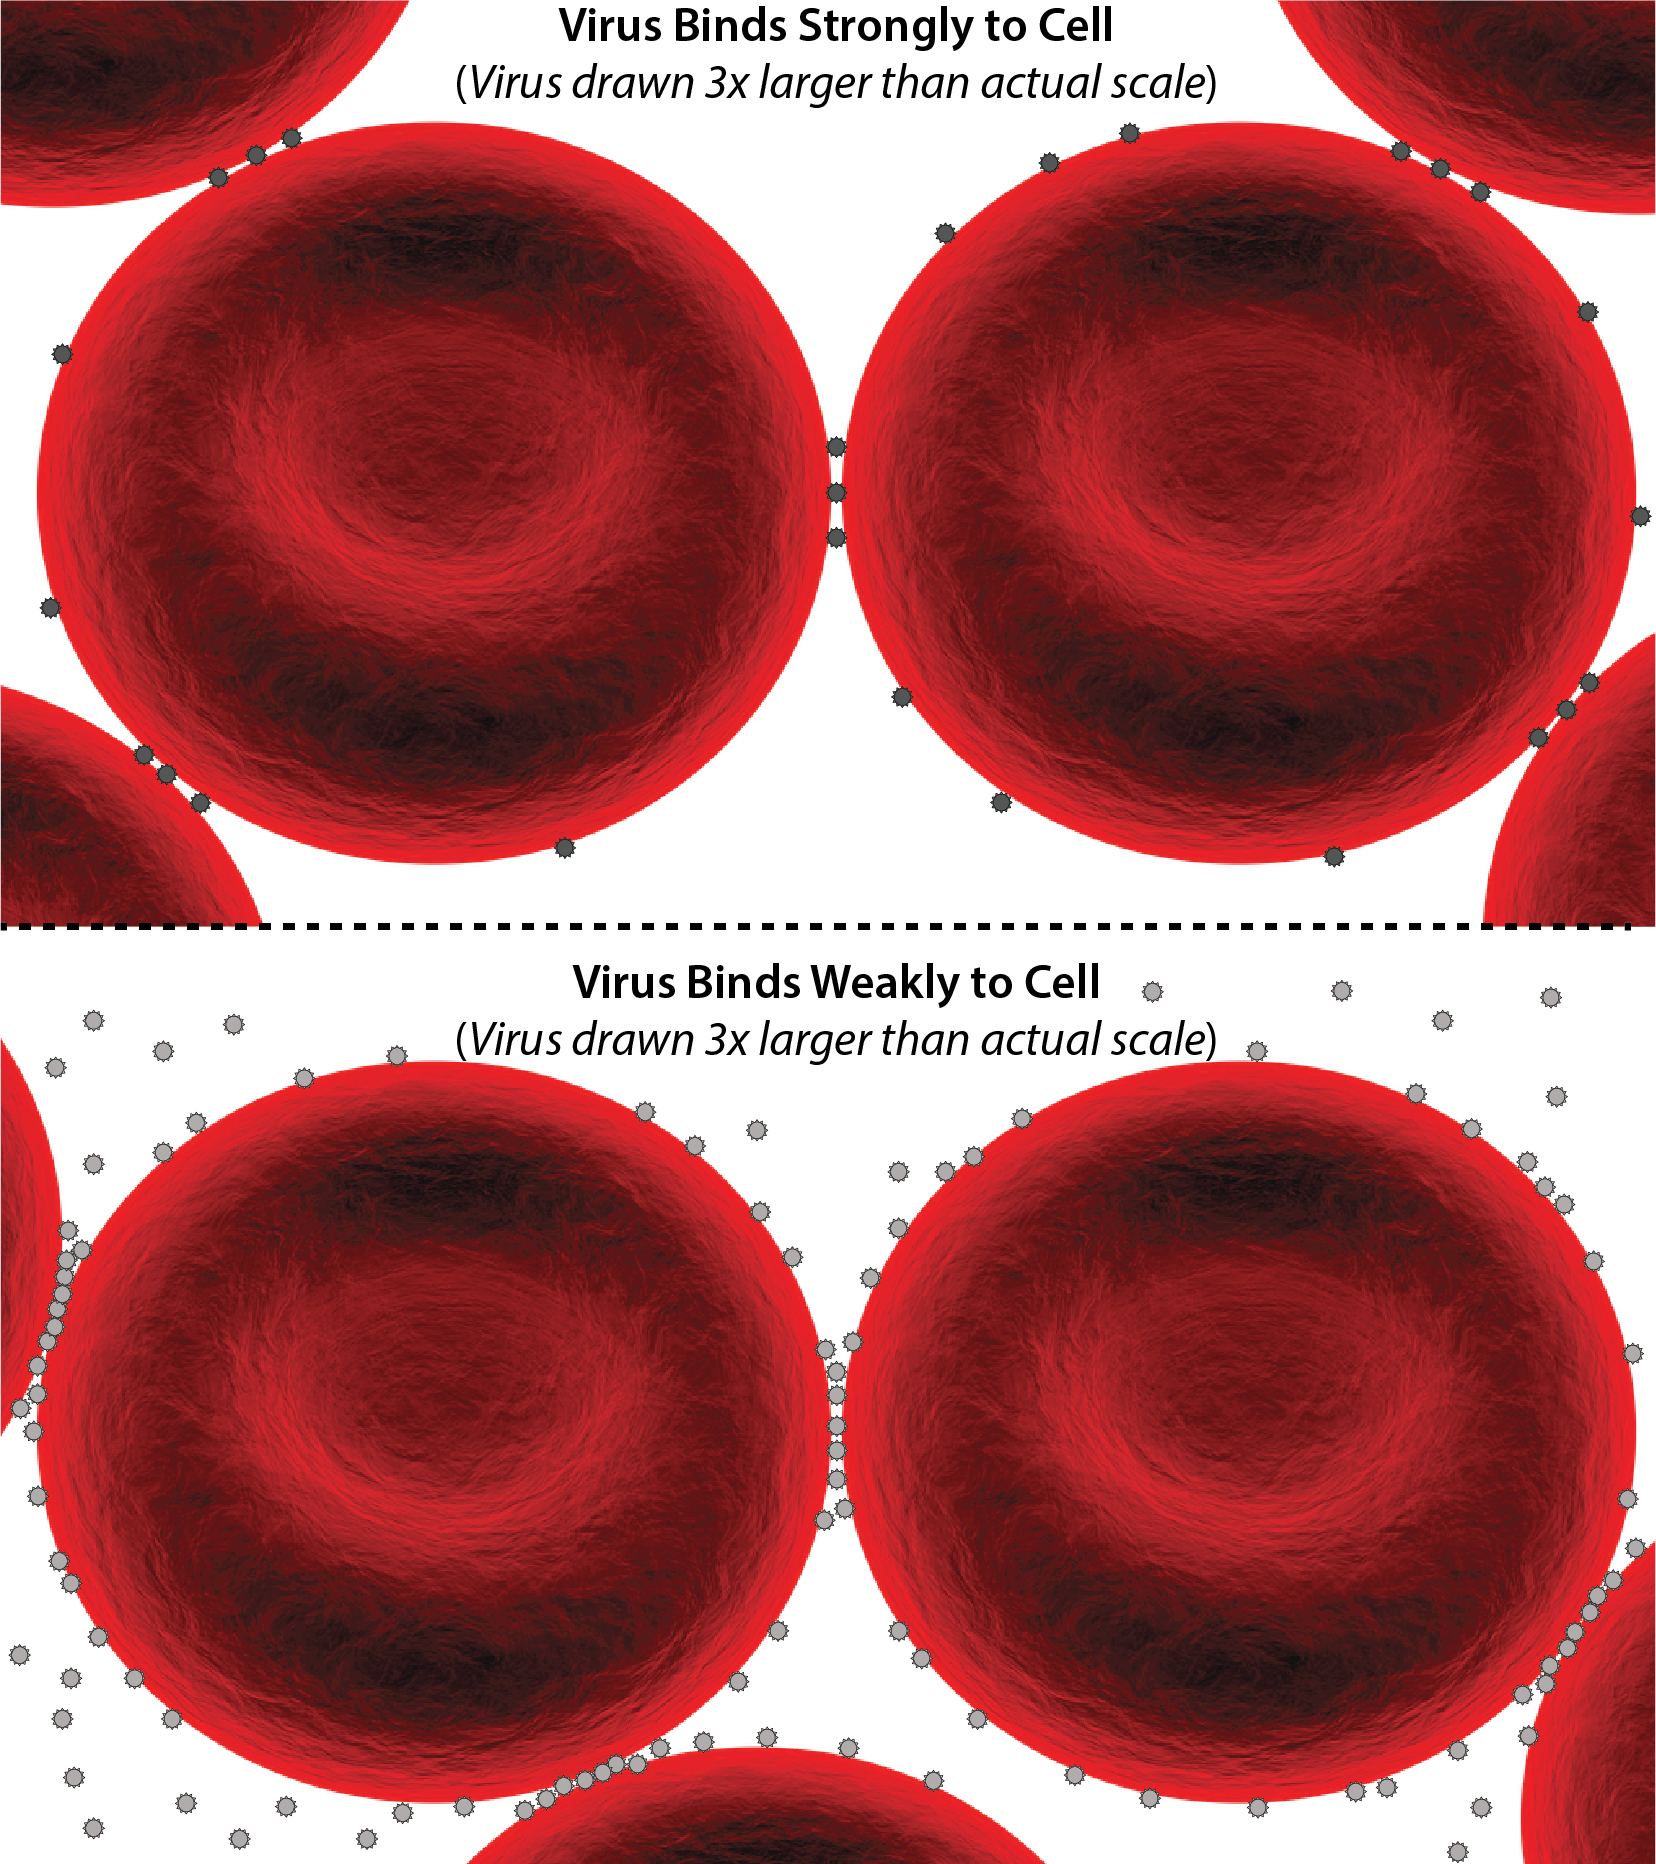 Virus Binds Strongly to Cell
(Virus drawn 3x larger than actual scale)
Virus Binds Weakly to Cell
(Virus drawn 3x larger than actual scale)